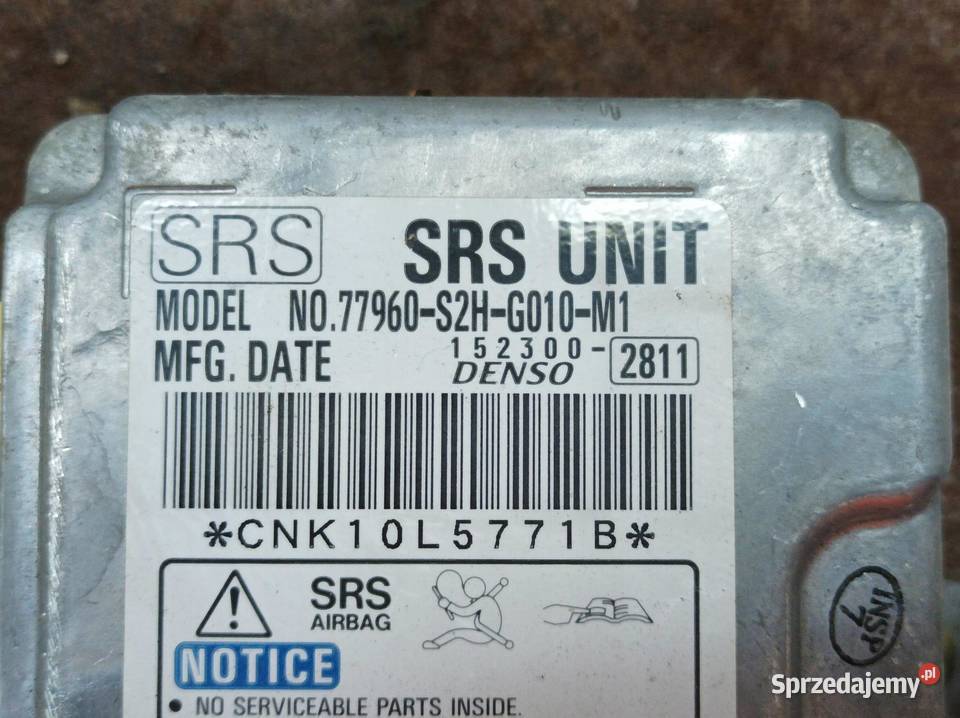 SRS SRS UNIT
MODEL NO.77960-S2H-G010-M1
MFG. DATE 152300-2811
DENSO
*CNK10L5771B*
SRS
AIRBAG
NOTICE
• NO SERVICEABLE PARTS INSIDE.
INSP
7
Sprzedajemy.pl